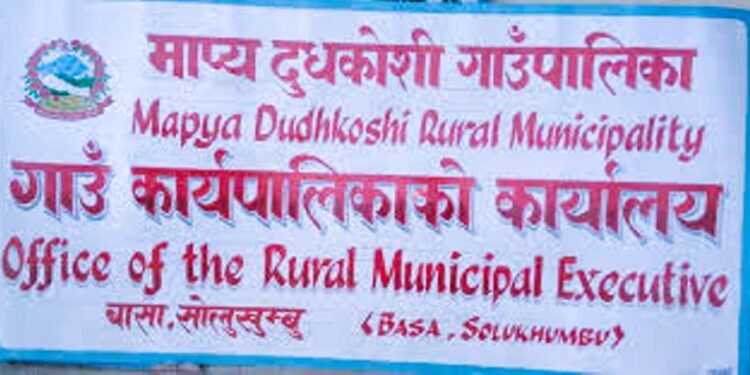 माप्य दुधकोशी गाउँपालिका
Mapya Dudhkoshi Rural Municipality
गाउँ कार्यपालिकाको कार्यालय
Office of the Rural Municipal Executive
बासा, सोलुखुम्बु (BASA, SOLUKHUMBU)